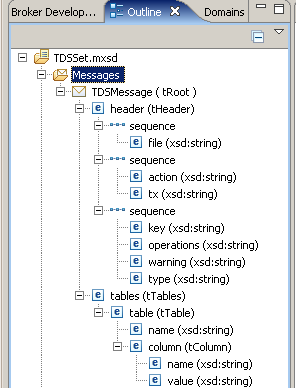 Broker Develop... Outline Domains
TDSSet.mxsd
Messages
TDSMessage ( tRoot )
header (tHeader)
sequence
file (xsd:string)
sequence
action (xsd:string)
tx (xsd:string)
sequence
key (xsd:string)
operations (xsd:string)
warning (xsd:string)
type (xsd:string)
tables (tTables)
table (tTable)
name (xsd:string)
column (tColumn)
name (xsd:string)
value (xsd:string)